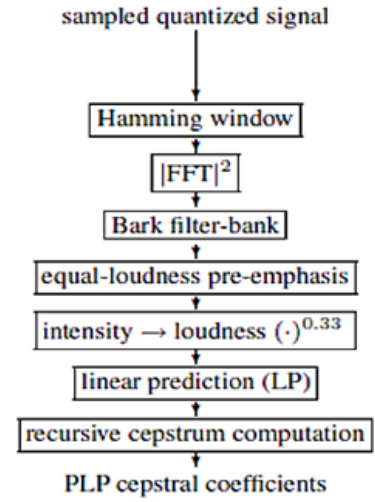 sampled quantized signal
Hamming window
|FFT|²
Bark filter-bank
equal-loudness pre-emphasis
intensity → loudness (·)⁰·³³
linear prediction (LP)
recursive cepstrum computation
PLP cepstral coefficients